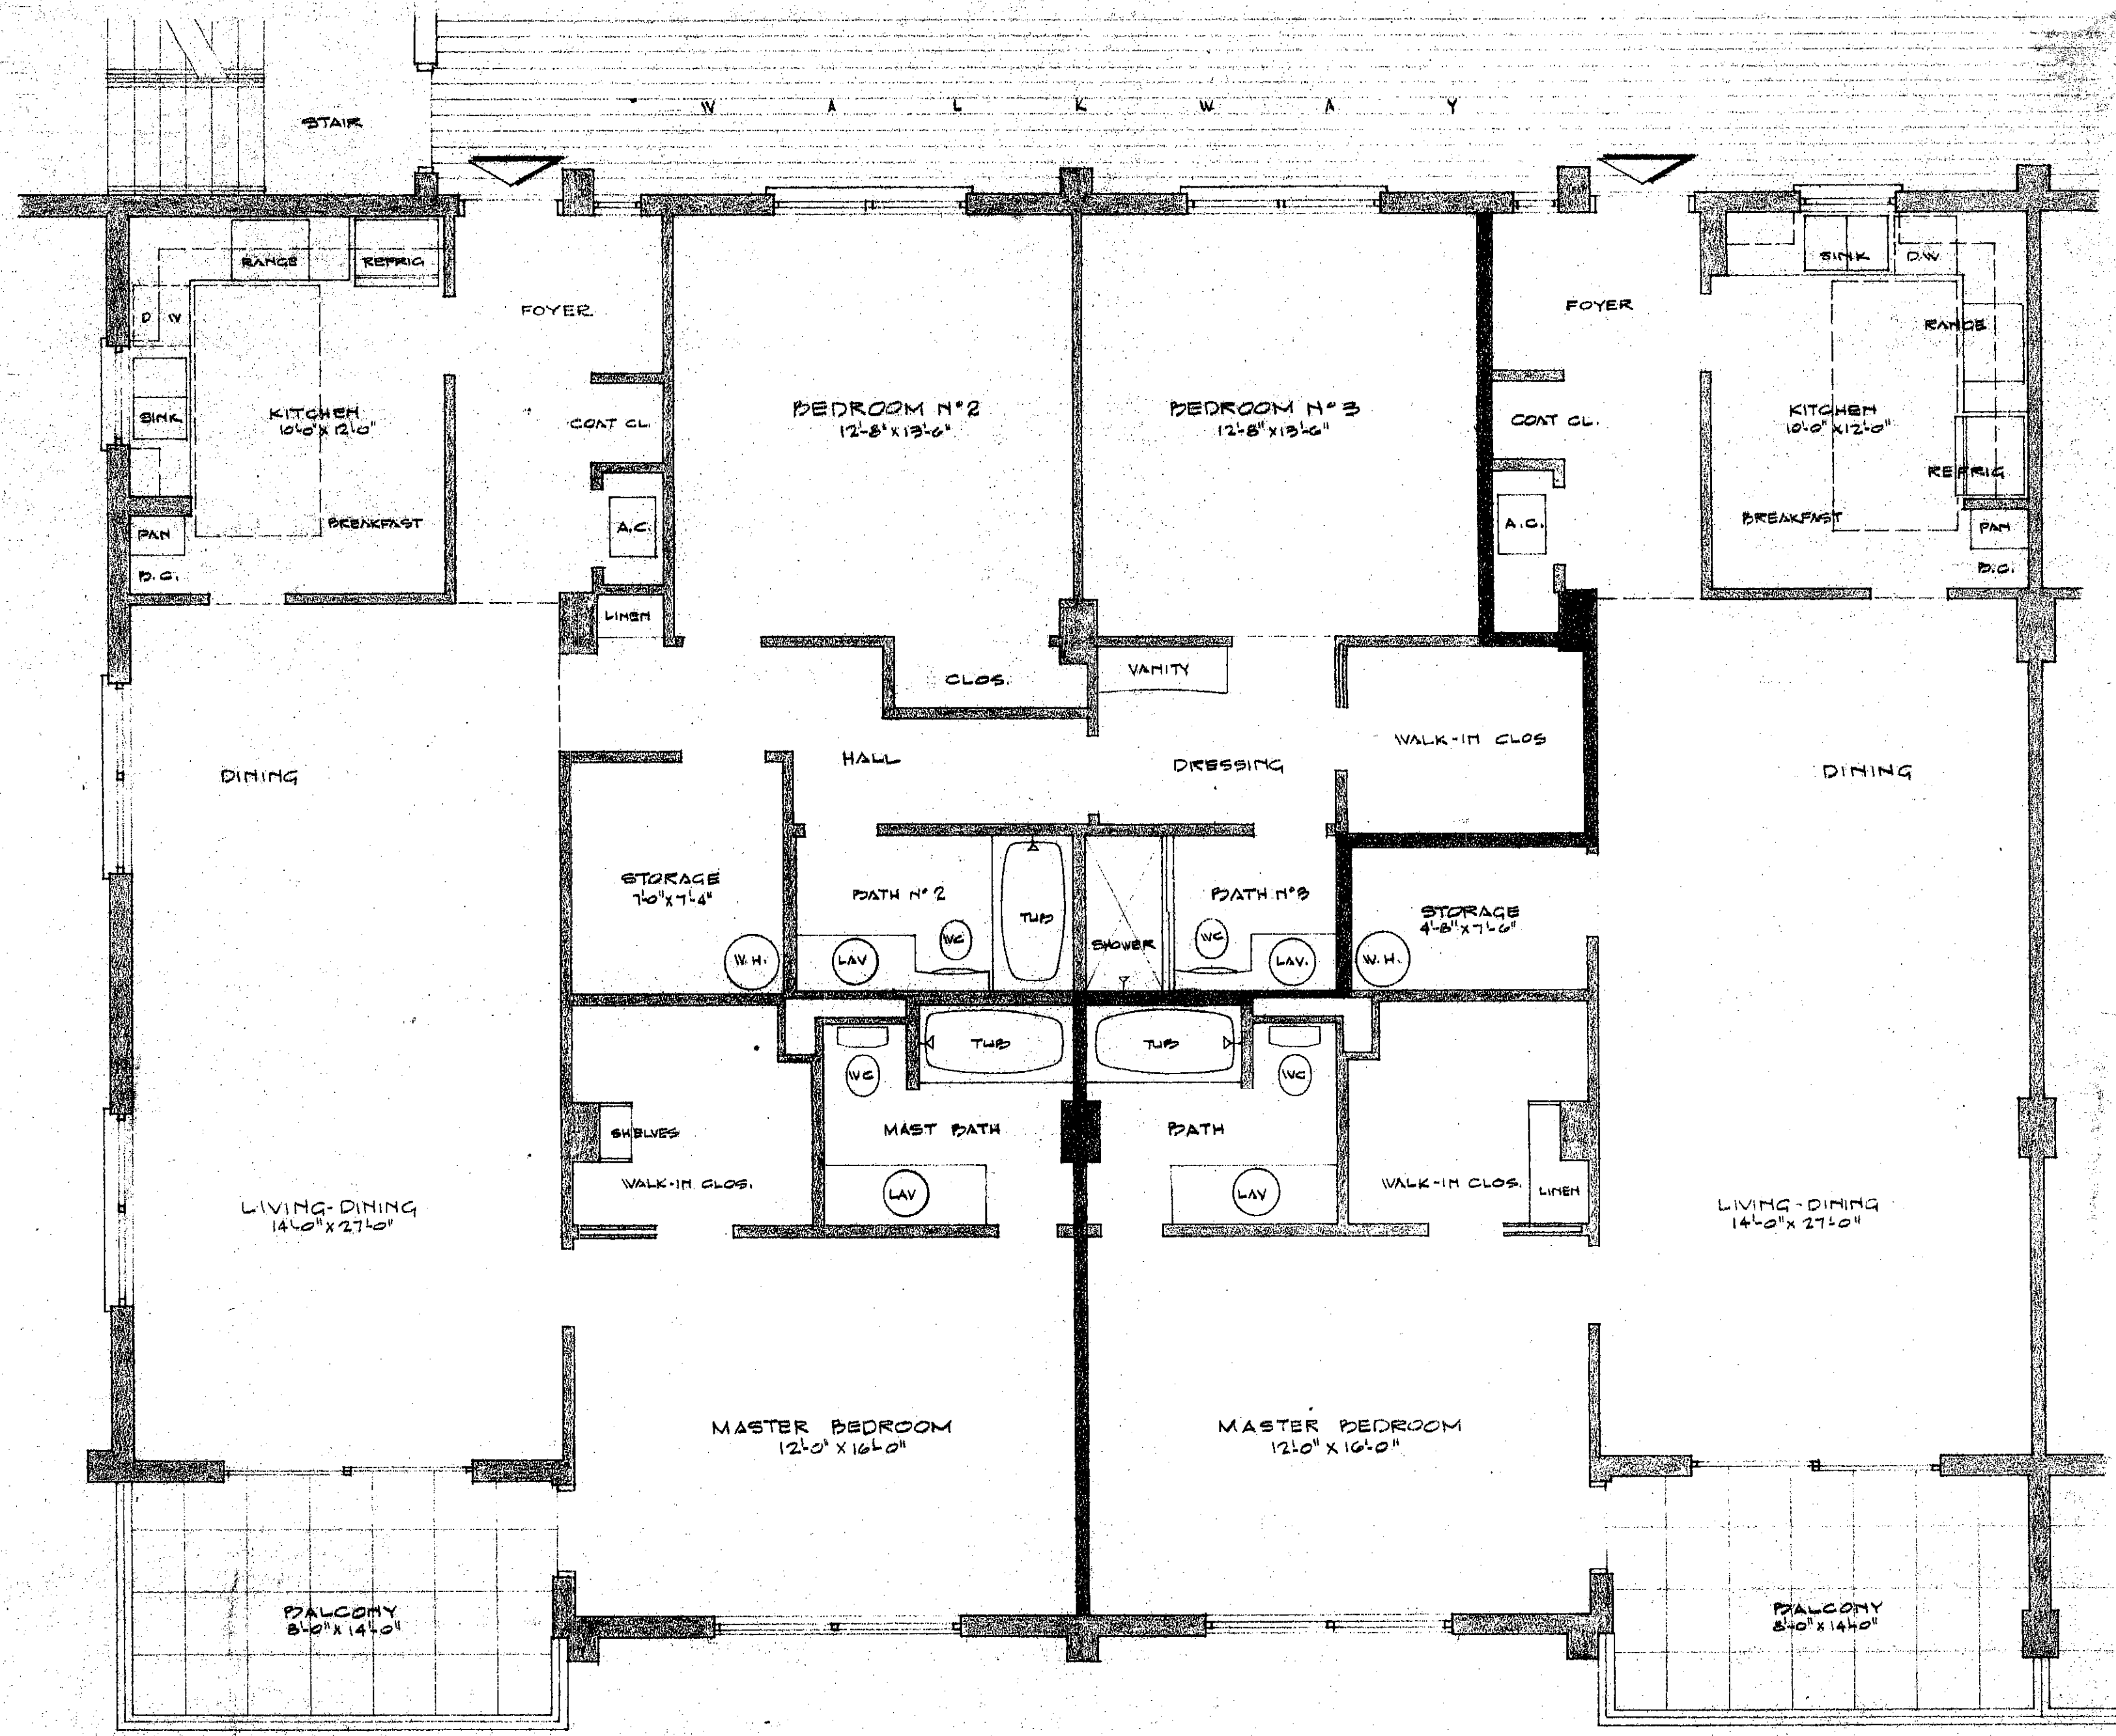 STAIR
W A L K W A Y
RANGE
REFRIG
D W
SINK
KITCHEN
10'-0" X 12'-0"
BREAKFAST
PAN
B.C.
FOYER
COAT CL.
A.C.
LINEN
BEDROOM Nº 2
12'-8" X 13'-6"
CLOS.
BEDROOM Nº 3
12'-8" X 13'-6"
VANITY
FOYER
COAT CL.
A.C.
SINK
D.W
RANGE
KITCHEN
10'-0" X 12'-0"
REFRIG
BREAKFAST
PAN
B.C.
DINING
HALL
DRESSING
WALK-IN CLOS
DINING
STORAGE
7'-0" X 7'-4"
W.H.
BATH Nº 2
LAV
WC
TUB
SHOWER
BATH Nº 3
WC
LAV.
STORAGE
4'-8" X 7'-6"
W.H.
SHELVES
WALK-IN CLOS.
WC
TUB
MAST BATH
LAV
TUB
WC
BATH
LAV
WALK-IN CLOS.
LINEN
LIVING-DINING
14'-0" X 27'-0"
LIVING-DINING
14'-0" X 27'-0"
MASTER BEDROOM
12'-0" X 16'-0"
MASTER BEDROOM
12'-0" X 16'-0"
BALCONY
8'-0" X 14'-0"
BALCONY
8'-0" X 14'-0"